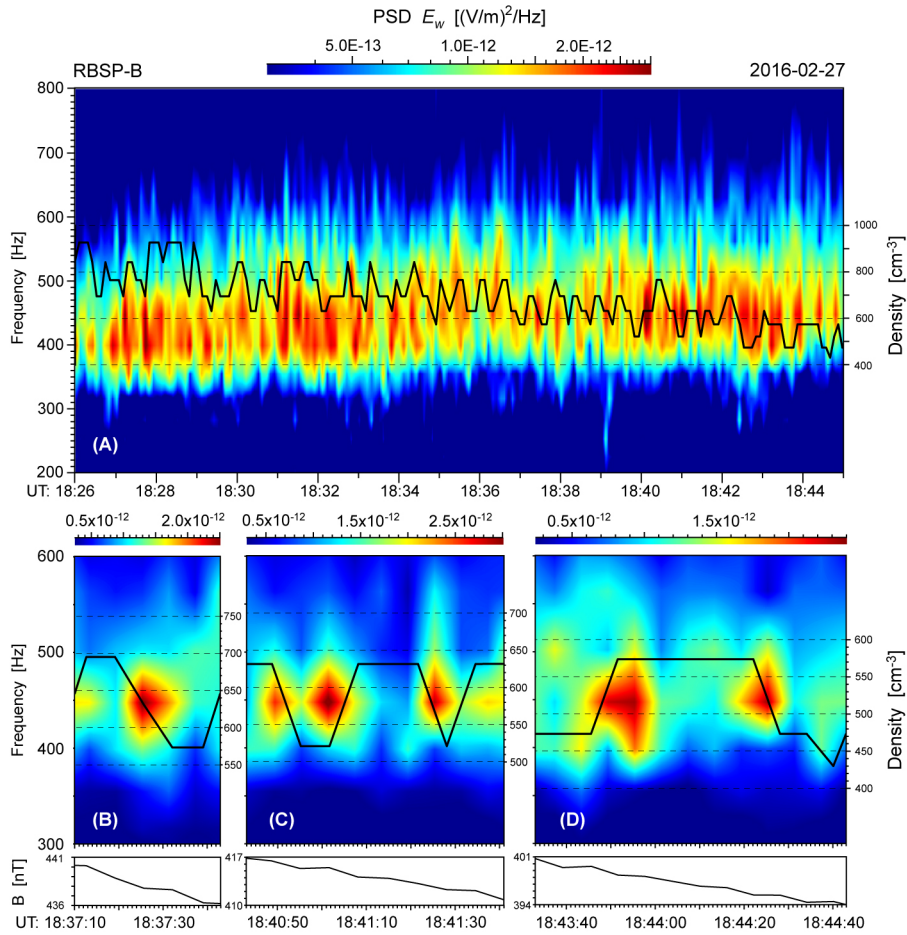 PSD E_w [(V/m)²/Hz]
5.0E-13 1.0E-12 2.0E-12
RBSP-B 2016-02-27
800
700
600
500
400
300
200
Frequency [Hz]
1000
800
600
400
Density [cm⁻³]
(A)
UT: 18:26 18:28 18:30 18:32 18:34 18:36 18:38 18:40 18:42 18:44
0.5x10⁻¹² 2.0x10⁻¹² 0.5x10⁻¹² 1.5x10⁻¹² 2.5x10⁻¹² 0.5x10⁻¹² 1.5x10⁻¹²
600
500
400
300
Frequency [Hz]
750
700
650
600
550
(B)
700
650
600
550
500
(C)
600
550
500
450
400
Density [cm⁻³]
(D)
B [nT]
441
436
417
410
401
394
UT: 18:37:10 18:37:30 18:40:50 18:41:10 18:41:30 18:43:40 18:44:00 18:44:20 18:44:40